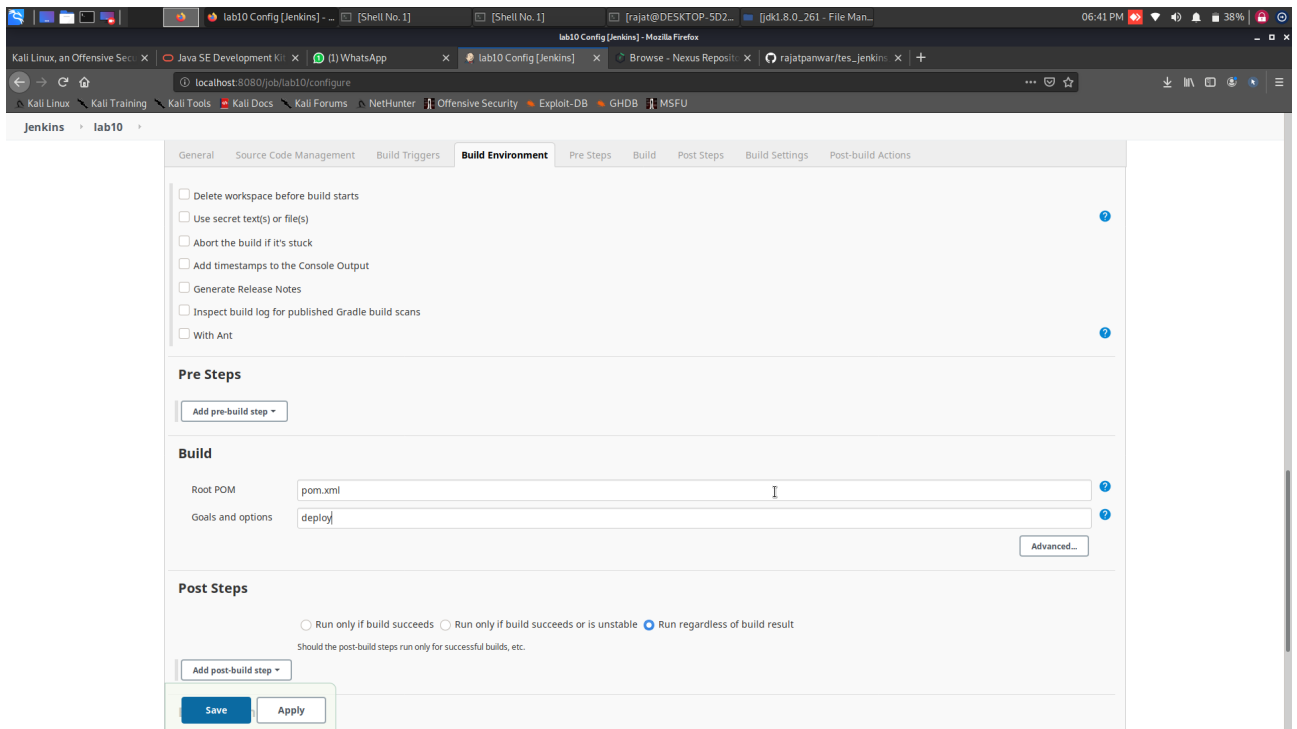 lab10 Config [Jenkins] - ... [Shell No. 1] [Shell No. 1] [rajat@DESKTOP-5D2... [jdk1.8.0_261 - File Man... 06:41 PM 38%
lab10 Config [Jenkins] - Mozilla Firefox
Kali Linux, an Offensive Secu Java SE Development Kit (1) WhatsApp lab10 Config [Jenkins] Browse - Nexus Reposito rajatpanwar/tes_jenkins
localhost:8080/job/lab10/configure
Kali Linux Kali Training Kali Tools Kali Docs Kali Forums NetHunter Offensive Security Exploit-DB GHDB MSFU
Jenkins lab10
General Source Code Management Build Triggers Build Environment Pre Steps Build Post Steps Build Settings Post-build Actions
Delete workspace before build starts
Use secret text(s) or file(s)
Abort the build if it's stuck
Add timestamps to the Console Output
Generate Release Notes
Inspect build log for published Gradle build scans
With Ant
Pre Steps
Add pre-build step
Build
Root POM pom.xml
Goals and options deploy
Advanced...
Post Steps
Run only if build succeeds Run only if build succeeds or is unstable Run regardless of build result
Should the post-build steps run only for successful builds, etc.
Add post-build step
Save Apply